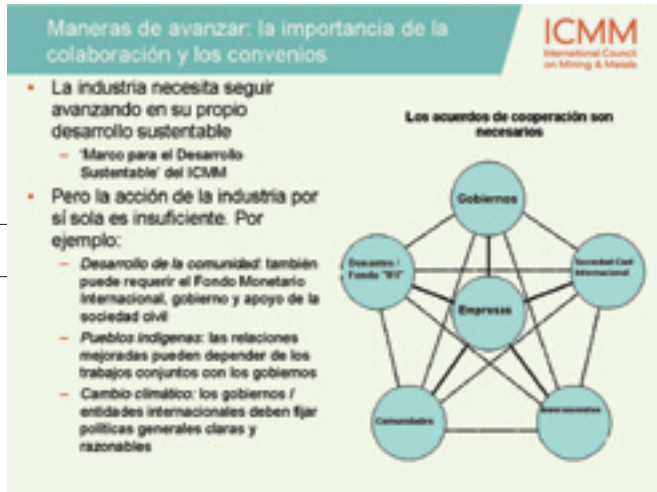 Maneras de avanzar: la importancia de la
colaboración y los convenios
ICMM
International Council
on Mining & Metals
• La industria necesita seguir
avanzando en su propio
desarrollo sustentable
– 'Marco para el Desarrollo
Sustentable' del ICMM
• Pero la acción de la industria por
sí sola es insuficiente. Por
ejemplo:
– Desarrollo de la comunidad: también
puede requerir el Fondo Monetario
Internacional, gobierno y apoyo de la
sociedad civil
– Pueblos indígenas: las relaciones
mejoradas pueden depender de los
trabajos conjuntos con los gobiernos
– Cambio climático: los gobiernos /
entidades internacionales deben fijar
políticas generales claras y
razonables
Los acuerdos de cooperación son
necesarios
Gobiernos
Donantes /
Fondo
Sociedad Civil
Internacional
Empresas
Comunidades